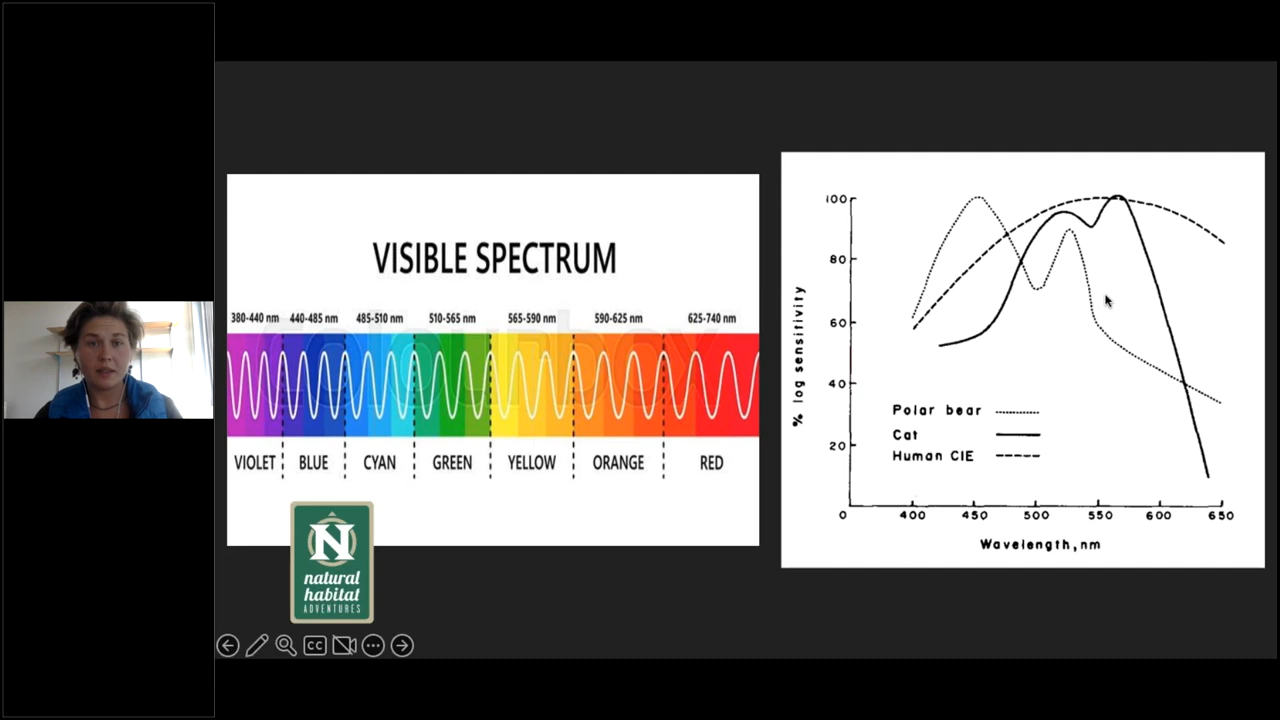 VISIBLE SPECTRUM
380-440 nm 440-485 nm 485-510 nm 510-565 nm 565-590 nm 590-625 nm 625-740 nm
colourbox
VIOLET BLUE CYAN GREEN YELLOW ORANGE RED
N
natural
habitat
ADVENTURES
CC
% log sensitivity
100
80
60
40
20
Polar bear
Cat
Human CIE
0 400 450 500 550 600 650
Wavelength, nm